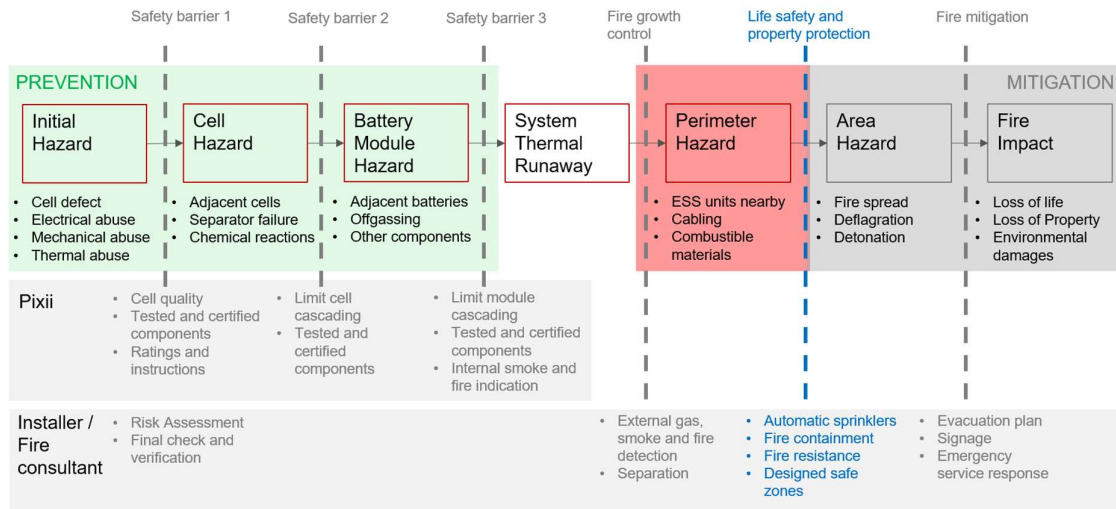 Safety barrier 1
Safety barrier 2
Safety barrier 3
Fire growth
control
Life safety and
property protection
Fire mitigation
PREVENTION
MITIGATION
Initial
Hazard
Cell
Hazard
Battery
Module
Hazard
System
Thermal
Runaway
Perimeter
Hazard
Area
Hazard
Fire
Impact
• Cell defect
• Electrical abuse
• Mechanical abuse
• Thermal abuse
• Adjacent cells
• Separator failure
• Chemical reactions
• Adjacent batteries
• Offgassing
• Other components
• ESS units nearby
• Cabling
• Combustible
materials
• Fire spread
• Deflagration
• Detonation
• Loss of life
• Loss of Property
• Environmental
damages
Pixii
• Cell quality
• Tested and certified
components
• Ratings and
instructions
• Limit cell
cascading
• Tested and
certified
components
• Limit module
cascading
• Tested and certified
components
• Internal smoke and
fire indication
Installer /
Fire
consultant
• Risk Assessment
• Final check and
verification
• External gas,
smoke and fire
detection
• Separation
• Automatic sprinklers
• Fire containment
• Fire resistance
• Designed safe
zones
• Evacuation plan
• Signage
• Emergency
service response